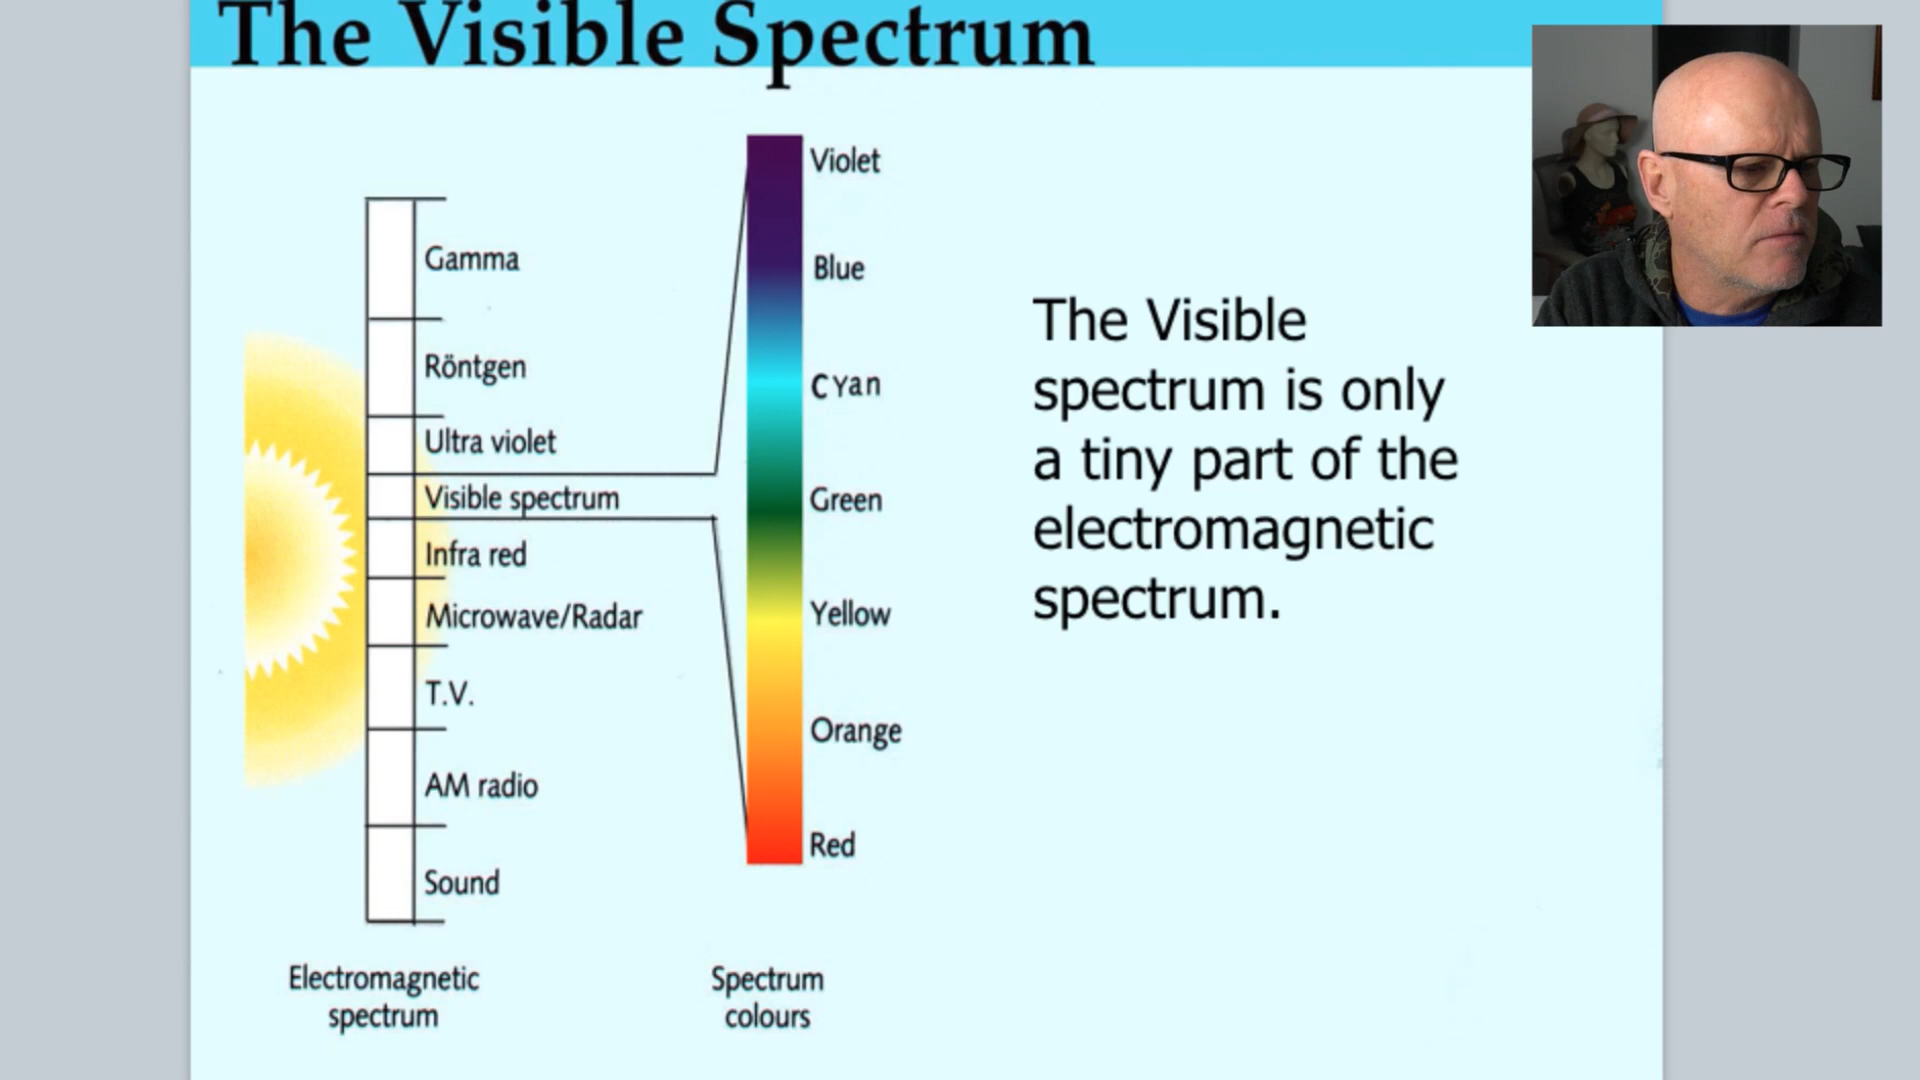 The Visible Spectrum
Gamma
Röntgen
Ultra violet
Visible spectrum
Infra red
Microwave/Radar
T.V.
AM radio
Sound
Electromagnetic
spectrum
Violet
Blue
Cyan
Green
Yellow
Orange
Red
Spectrum
colours
The Visible
spectrum is only
a tiny part of the
electromagnetic
spectrum.